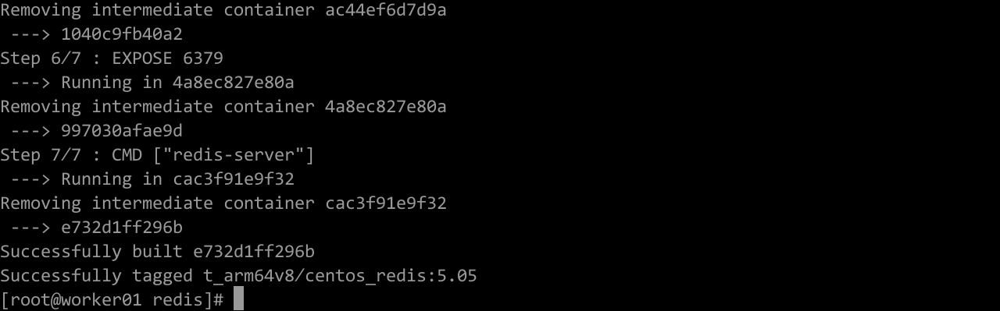 Removing intermediate container ac44ef6d7d9a
 ---> 1040c9fb40a2
Step 6/7 : EXPOSE 6379
 ---> Running in 4a8ec827e80a
Removing intermediate container 4a8ec827e80a
 ---> 997030afae9d
Step 7/7 : CMD ["redis-server"]
 ---> Running in cac3f91e9f32
Removing intermediate container cac3f91e9f32
 ---> e732d1ff296b
Successfully built e732d1ff296b
Successfully tagged t_arm64v8/centos_redis:5.05
[root@worker01 redis]#